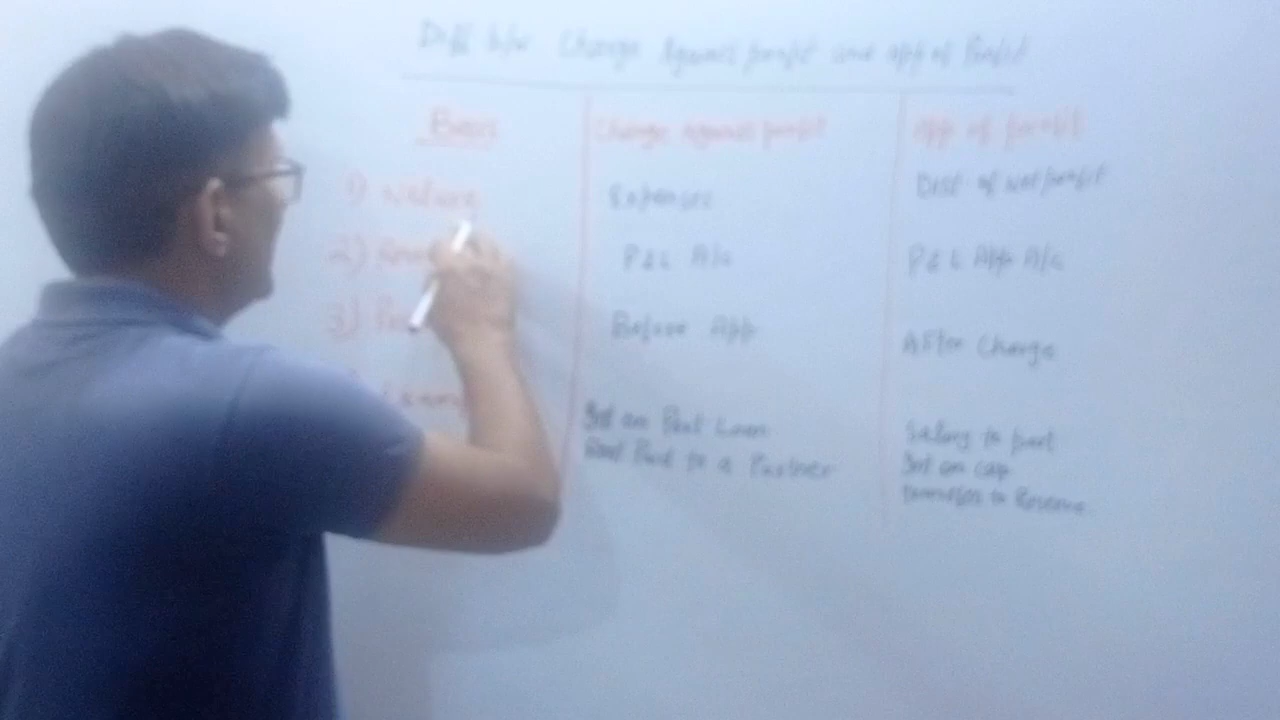 Diff b/w Charge Against profit and App of Profit
Basis Charge Against profit App of profit
1) Nature Expenses Dist of Net profit
2) P&L A/c P&L App A/c
3) Before App After Charge
Int on Part Loan Salary to part
Rent Paid to a Partner Int on cap
transfer to Reserve